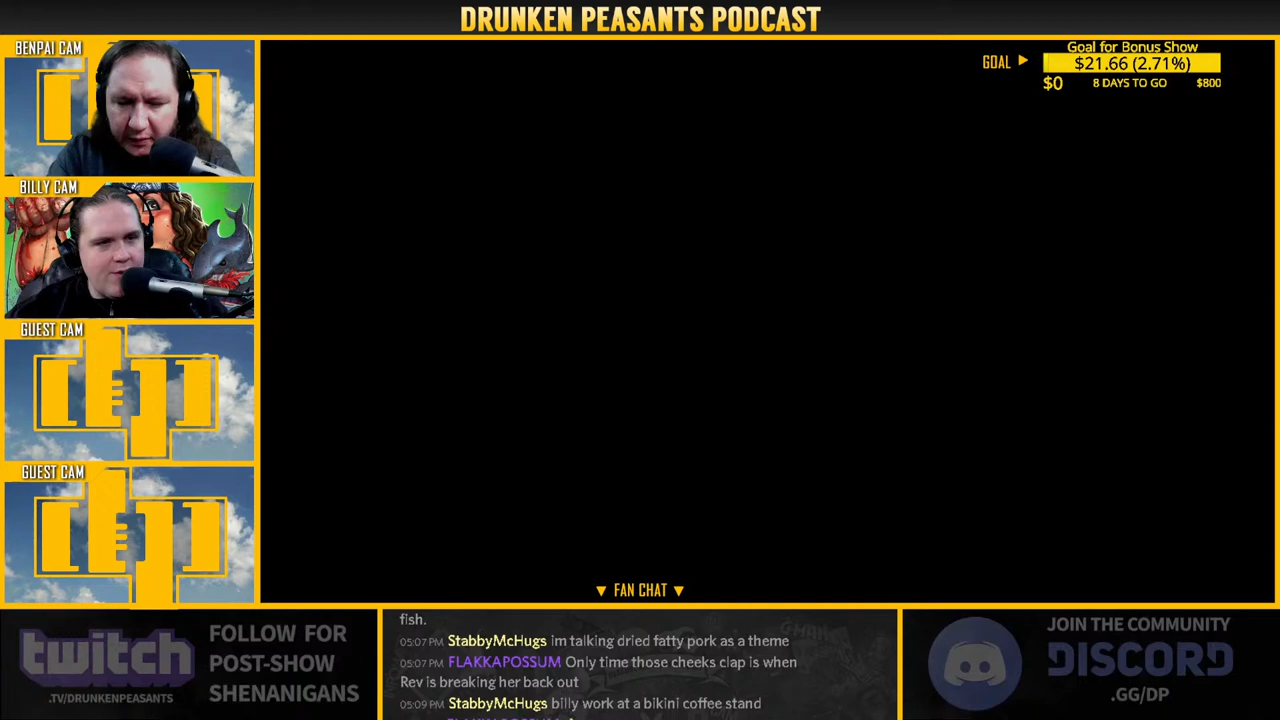 DRUNKEN PEASANTS PODCAST
BENPAI CAM
BILLY CAM
GUEST CAM
GUEST CAM
GOAL ▶
Goal for Bonus Show
$21.66 (2.71%)
$0 8 DAYS TO GO $800
▼ FAN CHAT ▼
twitch
.TV/DRUNKENPEASANTS
FOLLOW FOR
POST-SHOW
SHENANIGANS
fish.
05:07 PM StabbyMcHugs im talking dried fatty pork as a theme
05:07 PM FLAKKAPOSSUM Only time those cheeks clap is when
Rev is breaking her back out
05:09 PM StabbyMcHugs billy work at a bikini coffee stand
JOIN THE COMMUNITY
DISCORD
.GG/DP